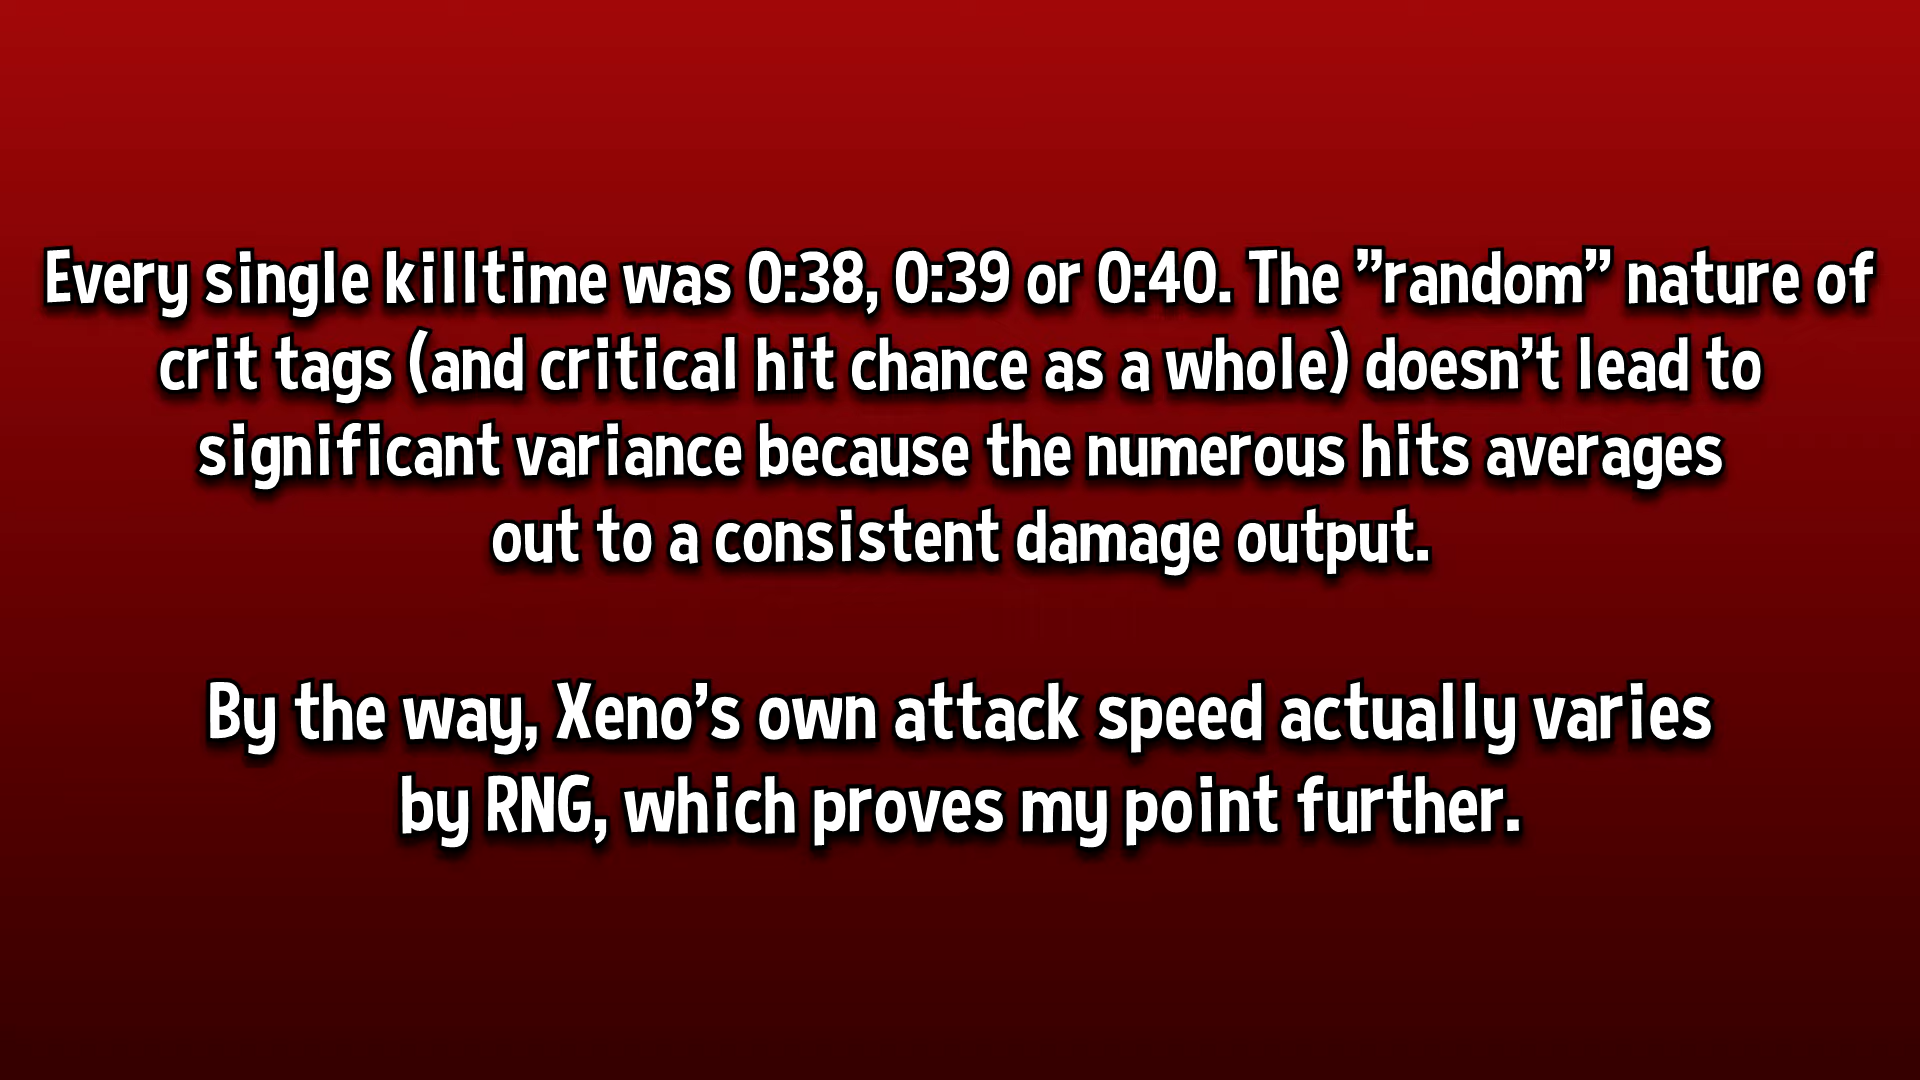 Every single killtime was 0:38, 0:39 or 0:40. The ”random” nature of
crit tags (and critical hit chance as a whole) doesn’t lead to
significant variance because the numerous hits averages
out to a consistent damage output.
By the way, Xeno’s own attack speed actually varies
by RNG, which proves my point further.